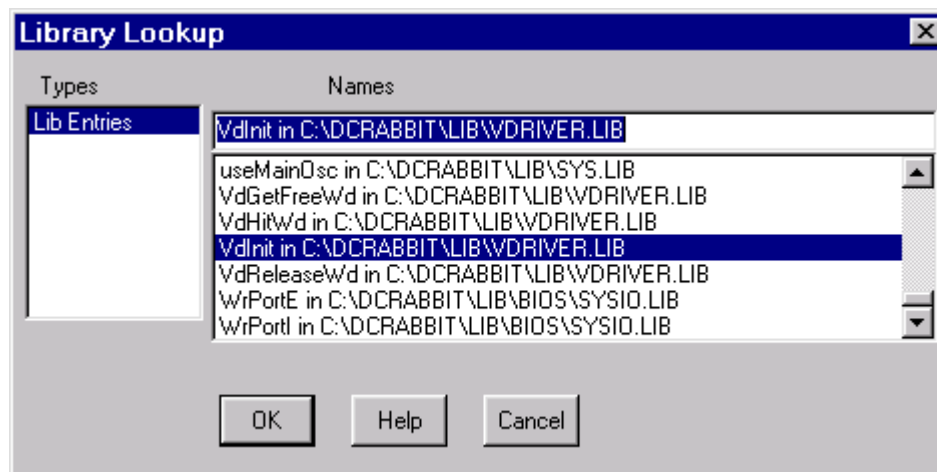 Library Lookup
Types
Names
Lib Entries
VdInit in C:\DCRABBIT\LIB\VDRIVER.LIB
useMainOsc in C:\DCRABBIT\LIB\SYS.LIB
VdGetFreeWd in C:\DCRABBIT\LIB\VDRIVER.LIB
VdHitWd in C:\DCRABBIT\LIB\VDRIVER.LIB
VdInit in C:\DCRABBIT\LIB\VDRIVER.LIB
VdReleaseWd in C:\DCRABBIT\LIB\VDRIVER.LIB
WrPortE in C:\DCRABBIT\LIB\BIOS\SYSIO.LIB
WrPortI in C:\DCRABBIT\LIB\BIOS\SYSIO.LIB
OK
Help
Cancel